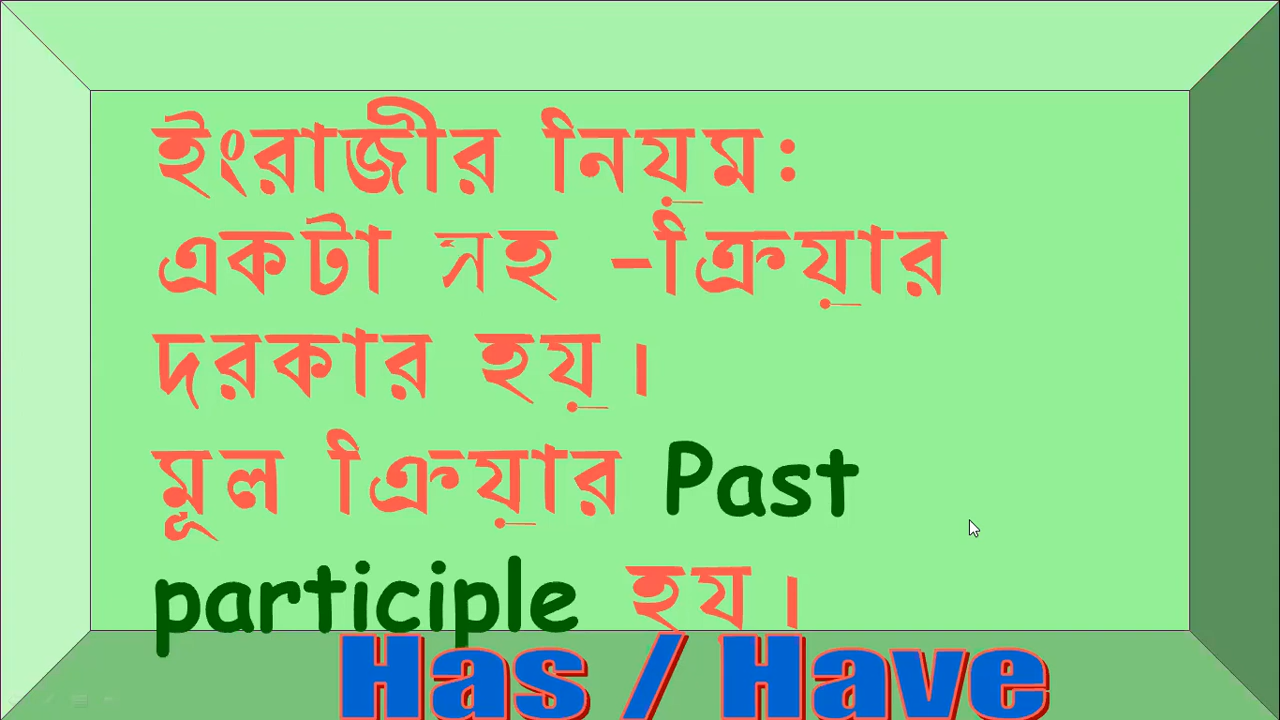 ইংরাজীর নিয়মঃ
একটা সহ -ক্রিয়ার
দরকার হয়।
মূল ক্রিয়ার Past
participle হয়।
Has / Have